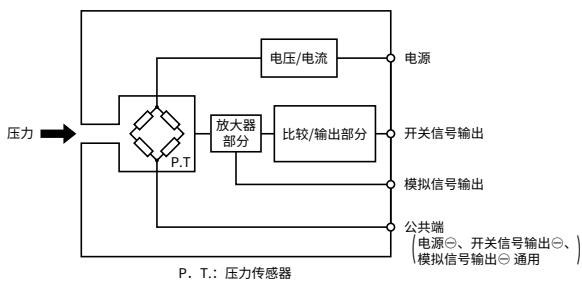 电压/电流
电源
压力
放大器
部分
比较/输出部分
开关信号输出
P.T
模拟信号输出
公共端
(电源⊖、开关信号输出⊖、
模拟信号输出⊖ 通用)
P．T.：压力传感器